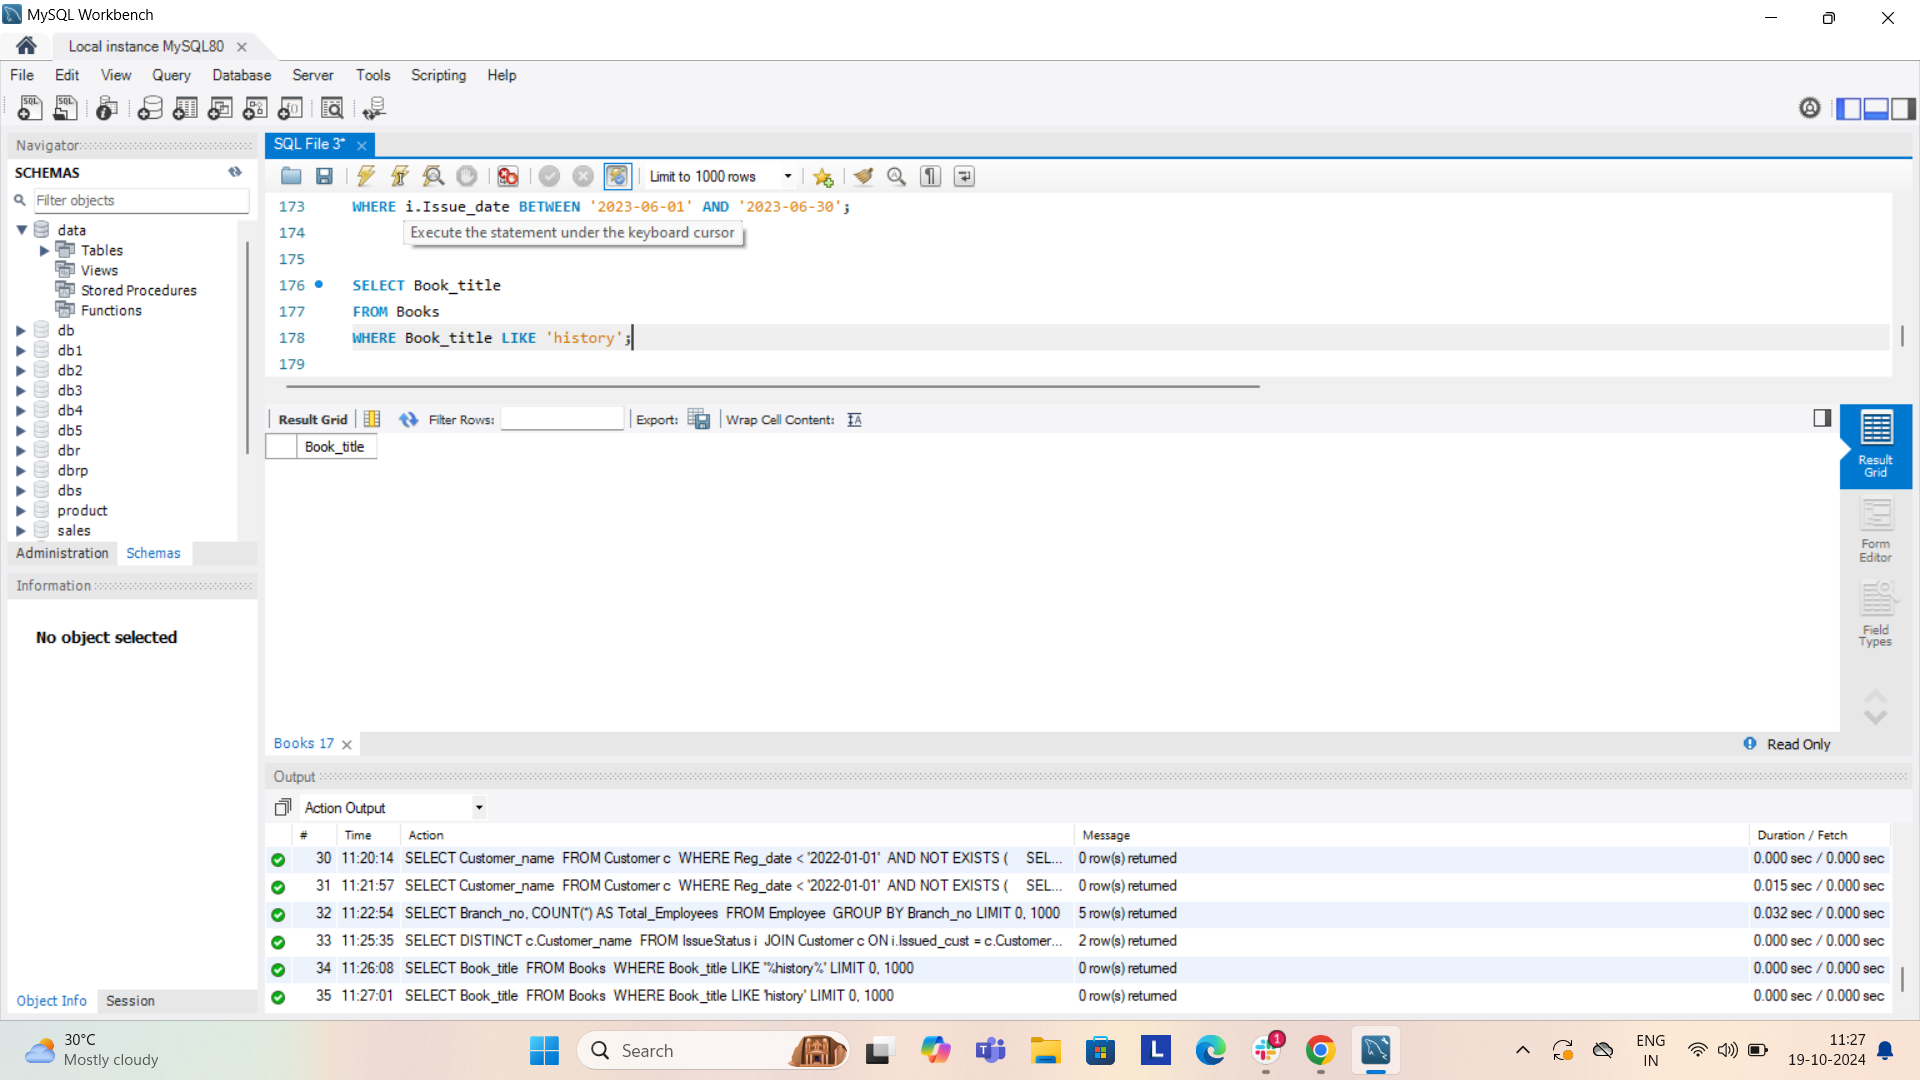 MySQL Workbench
Local instance MySQL80
File Edit View Query Database Server Tools Scripting Help
Navigator
SCHEMAS
Filter objects
data
Tables
Views
Stored Procedures
Functions
db
db1
db2
db3
db4
db5
dbr
dbrp
dbs
product
sales
Administration Schemas
Information
No object selected
Object Info Session
SQL File 3*
Limit to 1000 rows
173 WHERE i.Issue_date BETWEEN '2023-06-01' AND '2023-06-30';
174
Execute the statement under the keyboard cursor
175
176 SELECT Book_title
177 FROM Books
178 WHERE Book_title LIKE 'history';
179
Result Grid Filter Rows: Export: Wrap Cell Content:
Book_title
Result Grid
Form Editor
Field Types
Books 17
Read Only
Output
Action Output
# Time Action Message Duration / Fetch
30 11:20:14 SELECT Customer_name FROM Customer c WHERE Reg_date < '2022-01-01' AND NOT EXISTS ( SEL... 0 row(s) returned 0.000 sec / 0.000 sec
31 11:21:57 SELECT Customer_name FROM Customer c WHERE Reg_date < '2022-01-01' AND NOT EXISTS ( SEL... 0 row(s) returned 0.015 sec / 0.000 sec
32 11:22:54 SELECT Branch_no, COUNT(*) AS Total_Employees FROM Employee GROUP BY Branch_no LIMIT 0, 1000 5 row(s) returned 0.032 sec / 0.000 sec
33 11:25:35 SELECT DISTINCT c.Customer_name FROM IssueStatus i JOIN Customer c ON i.Issued_cust = c.Customer... 2 row(s) returned 0.000 sec / 0.000 sec
34 11:26:08 SELECT Book_title FROM Books WHERE Book_title LIKE '%history%' LIMIT 0, 1000 0 row(s) returned 0.000 sec / 0.000 sec
35 11:27:01 SELECT Book_title FROM Books WHERE Book_title LIKE 'history' LIMIT 0, 1000 0 row(s) returned 0.000 sec / 0.000 sec
30°C
Mostly cloudy
Search
1
ENG
IN
11:27
19-10-2024